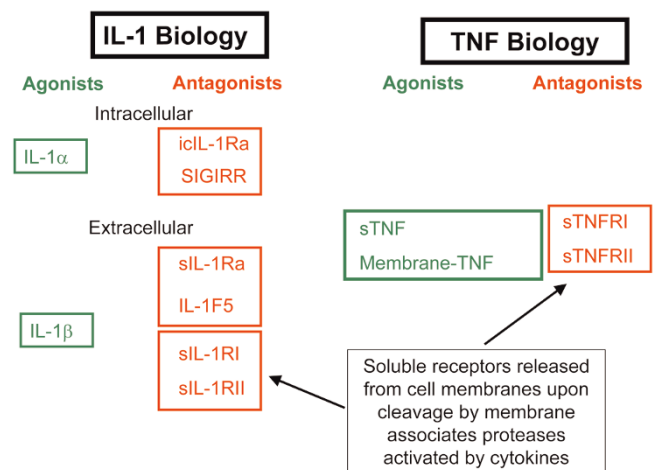 IL-1 Biology
Agonists
Antagonists
Intracellular
IL-1α
icIL-1Ra
SIGIRR
Extracellular
sIL-1Ra
IL-1F5
IL-1β
sIL-1RI
sIL-1RII
TNF Biology
Agonists
Antagonists
sTNF
Membrane-TNF
sTNFRI
sTNFRII
Soluble receptors released
from cell membranes upon
cleavage by membrane
associates proteases
activated by cytokines